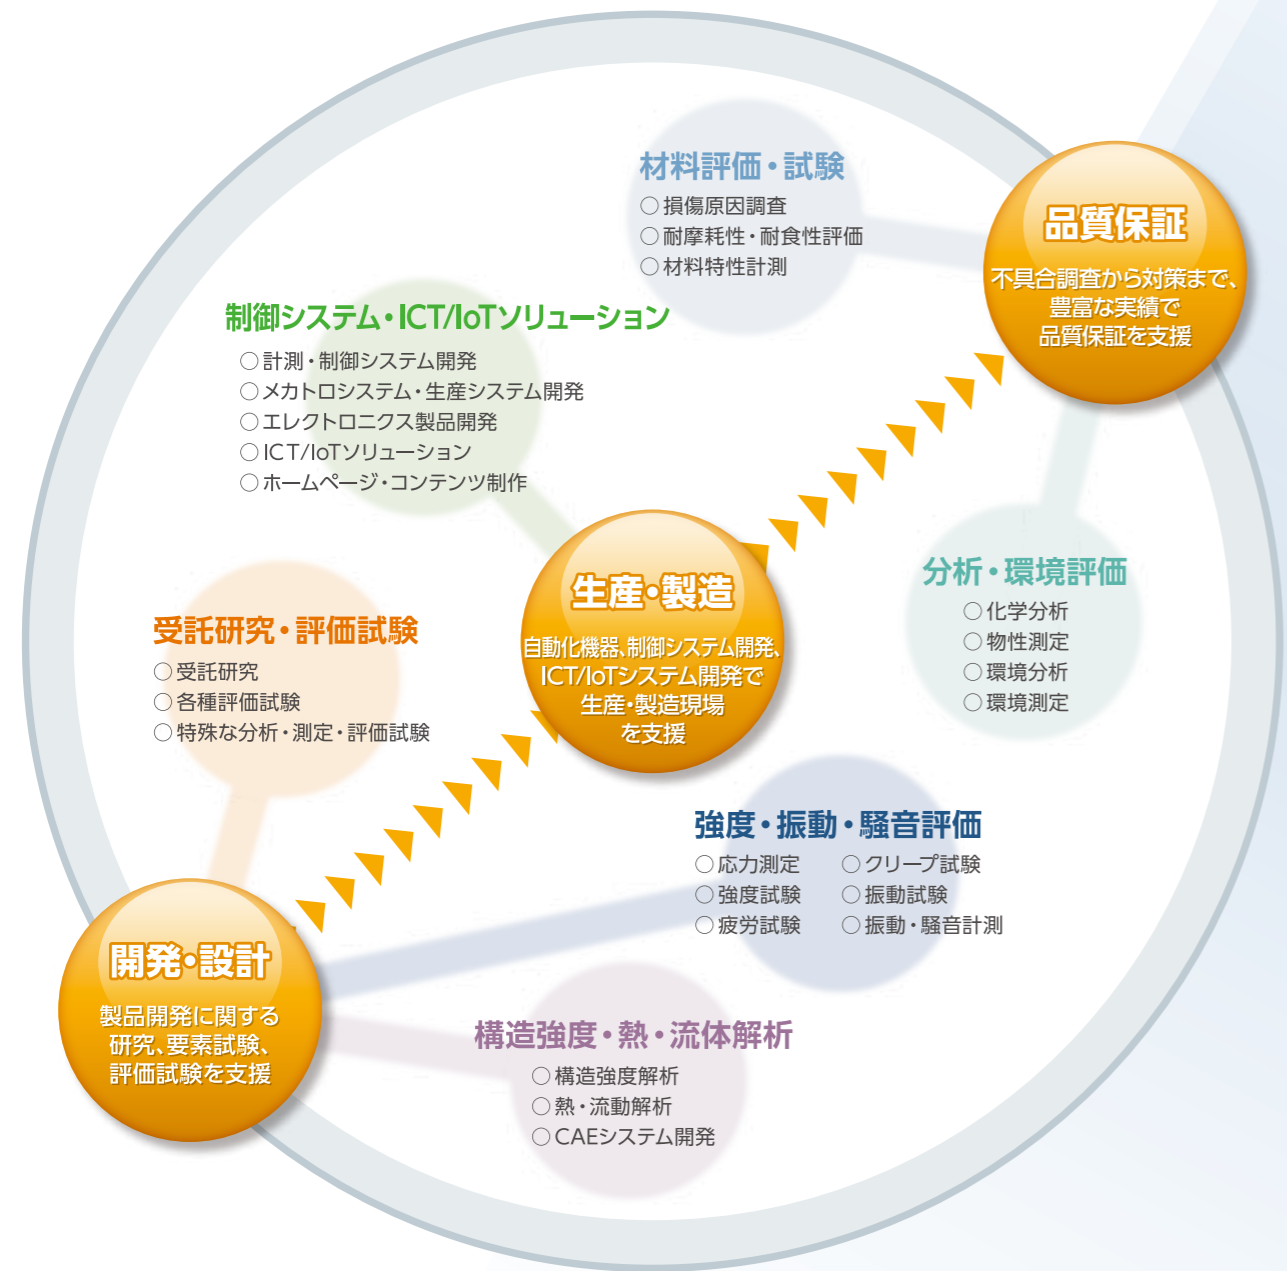 材料評価・試験
○損傷原因調査
○耐摩耗性・耐食性評価
○材料特性計測
品質保証
不具合調査から対策まで、
豊富な実績で
品質保証を支援
制御システム・ICT/IoTソリューション
○計測・制御システム開発
○メカトロシステム・生産システム開発
○エレクトロニクス製品開発
○ICT/IoTソリューション
○ホームページ・コンテンツ制作
生産・製造
自動化機器、制御システム開発、
ICT/IoTシステム開発で
生産・製造現場
を支援
分析・環境評価
○化学分析
○物性測定
○環境分析
○環境測定
受託研究・評価試験
○受託研究
○各種評価試験
○特殊な分析・測定・評価試験
強度・振動・騒音評価
○応力測定 ○クリープ試験
○強度試験 ○振動試験
○疲労試験 ○振動・騒音計測
開発・設計
製品開発に関する
研究、要素試験、
評価試験を支援
構造強度・熱・流体解析
○構造強度解析
○熱・流動解析
○CAEシステム開発